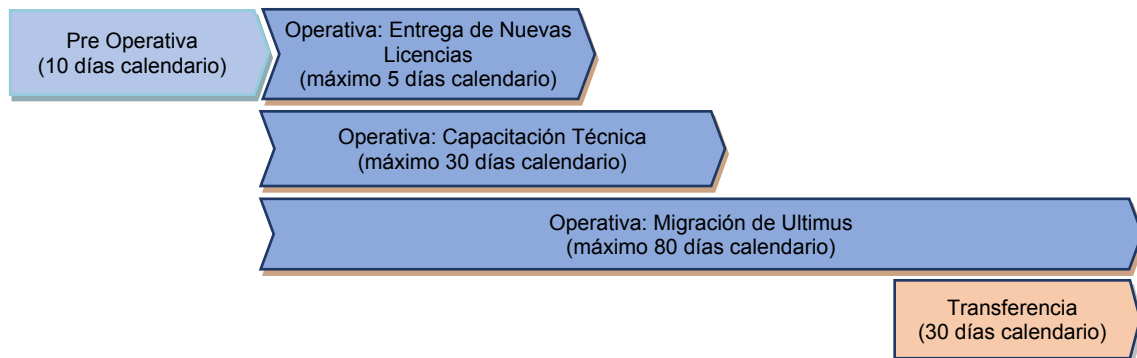 Pre Operativa
(10 días calendario)
Operativa: Entrega de Nuevas
Licencias
(máximo 5 días calendario)
Operativa: Capacitación Técnica
(máximo 30 días calendario)
Operativa: Migración de Ultimus
(máximo 80 días calendario)
Transferencia
(30 días calendario)